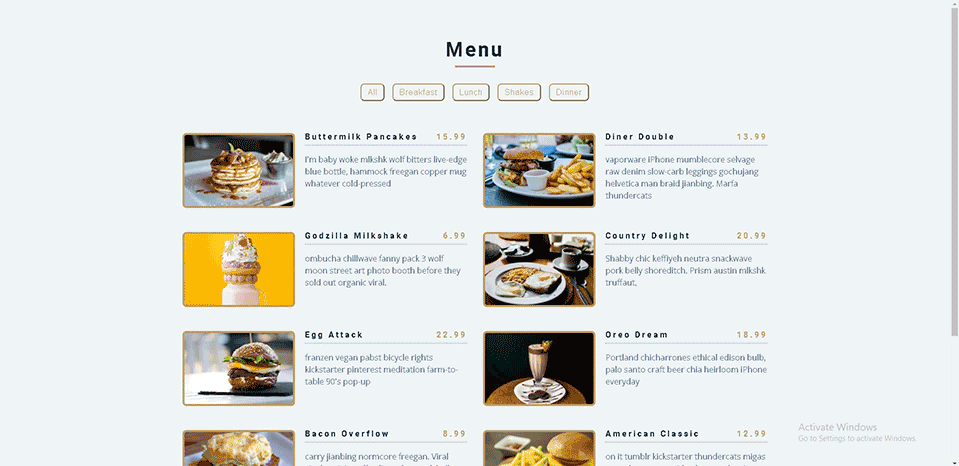 Menu
All Breakfast Lunch Shakes Dinner
Buttermilk Pancakes 15.99
I'm baby woke mlkshk wolf bitters live-edge
blue bottle, hammock freegan copper mug
whatever cold-pressed
Diner Double 13.99
vaporware iPhone mumblecore selvage
raw denim slow-carb leggings gochujang
helvetica man braid jianbing. Marfa
thundercats
Godzilla Milkshake 6.99
ombucha chillwave fanny pack 3 wolf
moon street art photo booth before they
sold out organic viral.
Country Delight 20.99
Shabby chic keffiyeh neutra snackwave
pork belly shoreditch. Prism austin mlkshk
truffaut,
Egg Attack 22.99
franzen vegan pabst bicycle rights
kickstarter pinterest meditation farm-to-
table 90's pop-up
Oreo Dream 18.99
Portland chicharrones ethical edison bulb,
palo santo craft beer chia heirloom iPhone
everyday
Bacon Overflow 8.99
carry jianbing normcore freegan. Viral
American Classic 12.99
on it tumblr kickstarter thundercats migas
Activate Windows
Go to Settings to activate Windows.